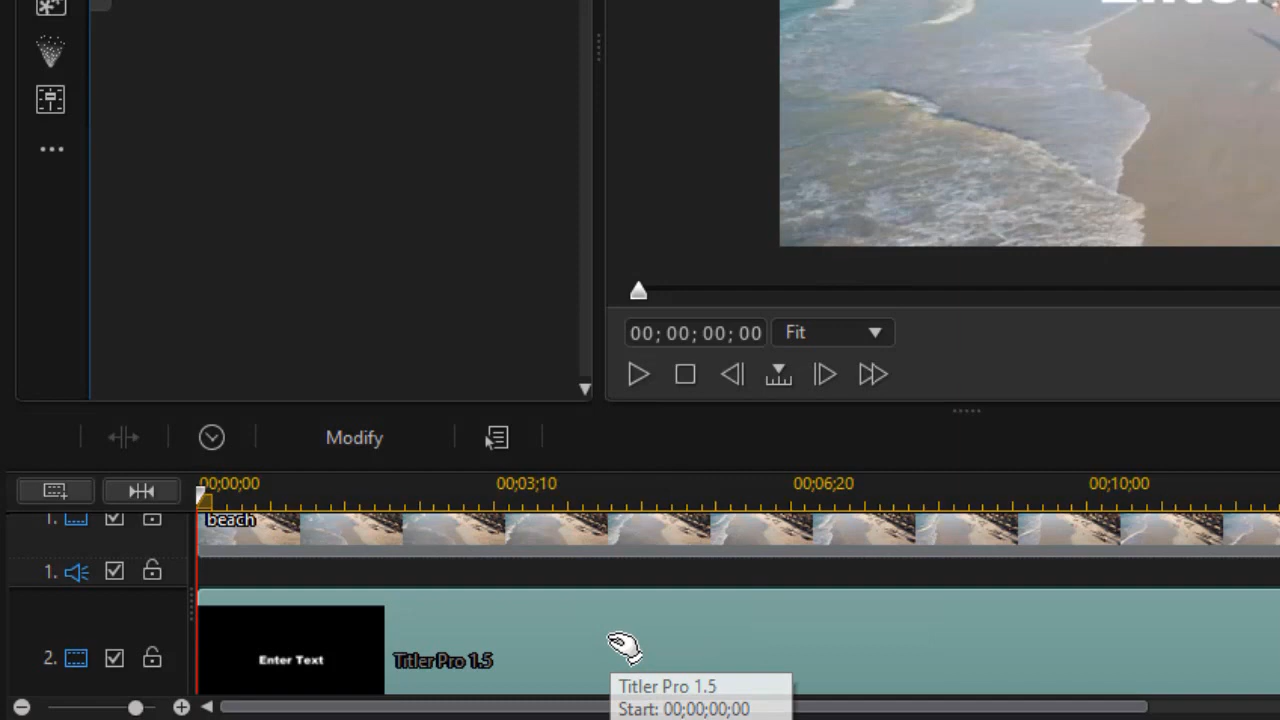 00; 00; 00; 00
Fit
Modify
00;00;00
00;03;10
00;06;20
00;10;00
1.
beach
1.
2.
Enter Text
Titler Pro 1.5
Titler Pro 1.5
Start: 00;00;00;00